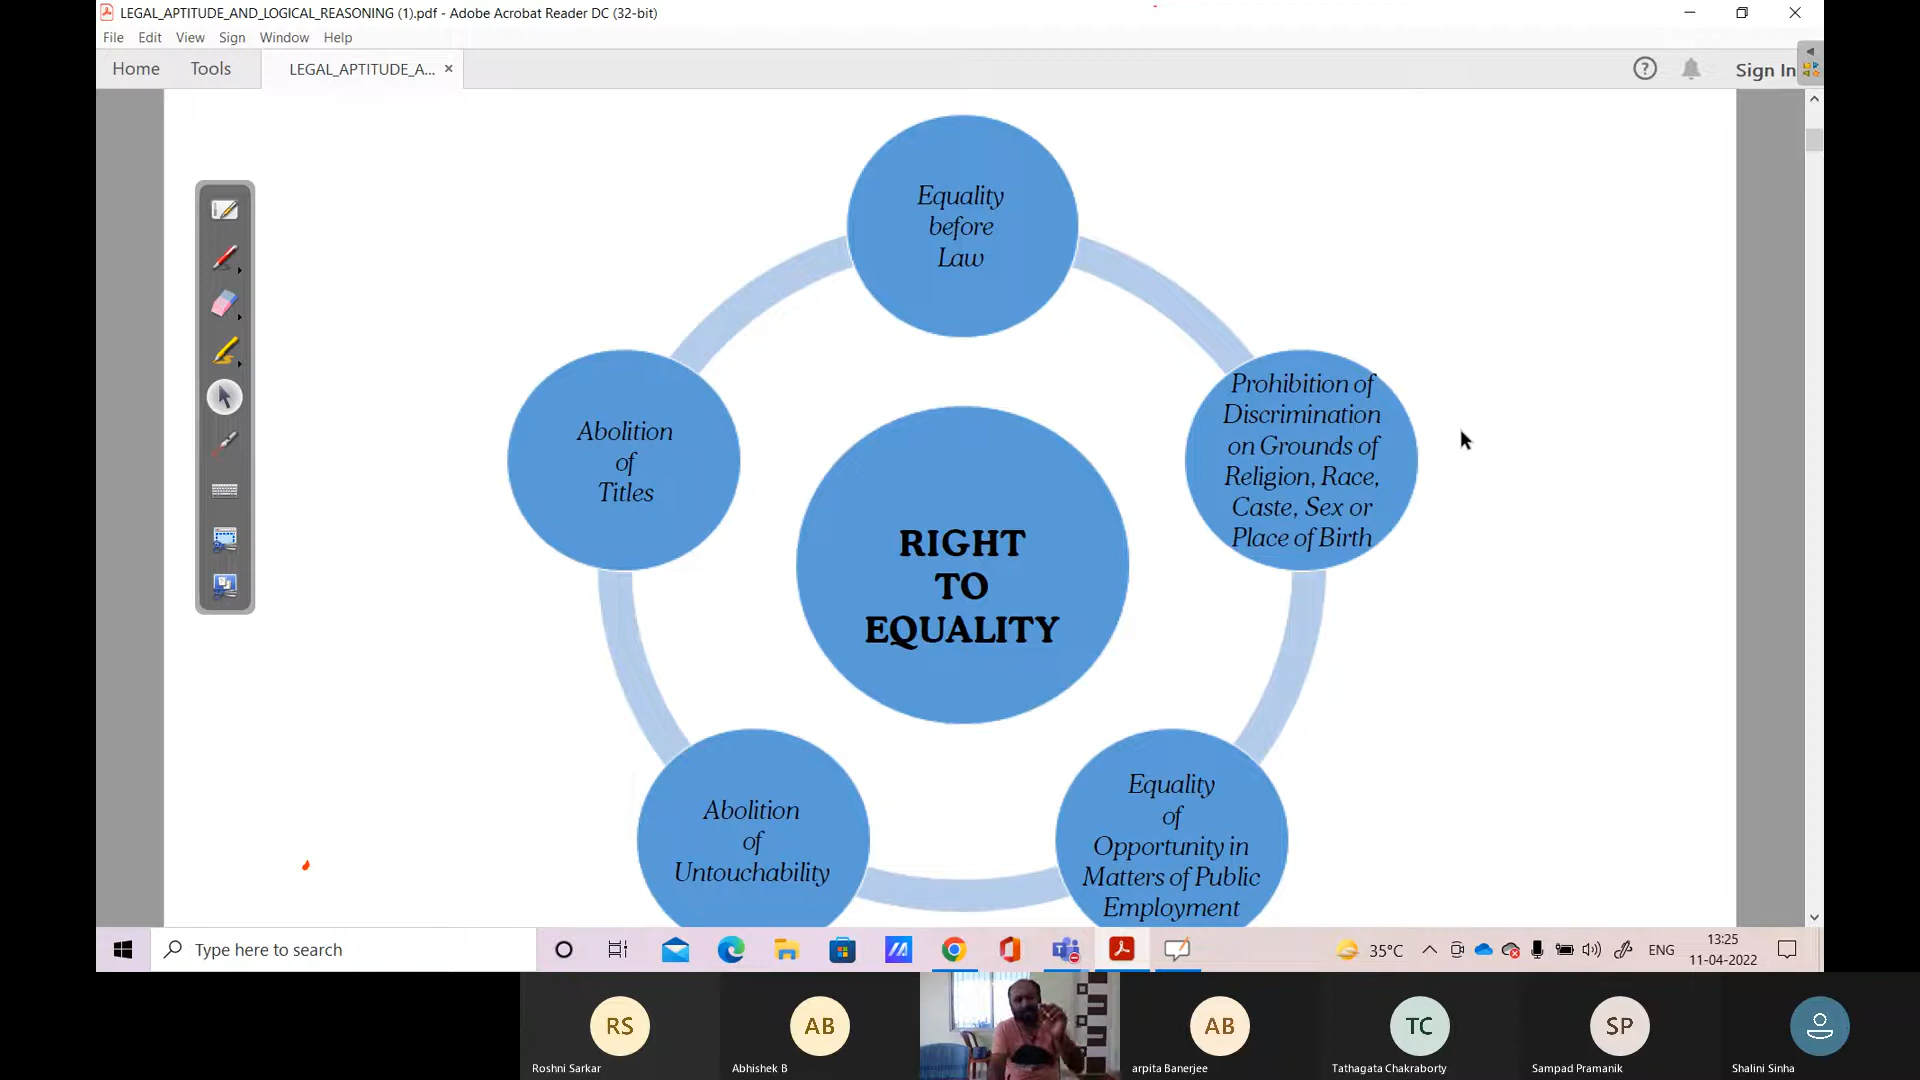 LEGAL_APTITUDE_AND_LOGICAL_REASONING (1).pdf - Adobe Acrobat Reader DC (32-bit)
File Edit View Sign Window Help
Home Tools LEGAL_APTITUDE_A... × Sign In
Equality
before
Law
Prohibition of
Discrimination
on Grounds of
Religion, Race,
Caste, Sex or
Place of Birth
Abolition
of
Titles
RIGHT
TO
EQUALITY
Abolition
of
Untouchability
Equality
of
Opportunity in
Matters of Public
Employment
Type here to search
35°C
ENG
13:25
11-04-2022
RS
AB
AB
TC
SP
Roshni Sarkar
Abhishek B
arpita Banerjee
Tathagata Chakraborty
Sampad Pramanik
Shalini Sinha